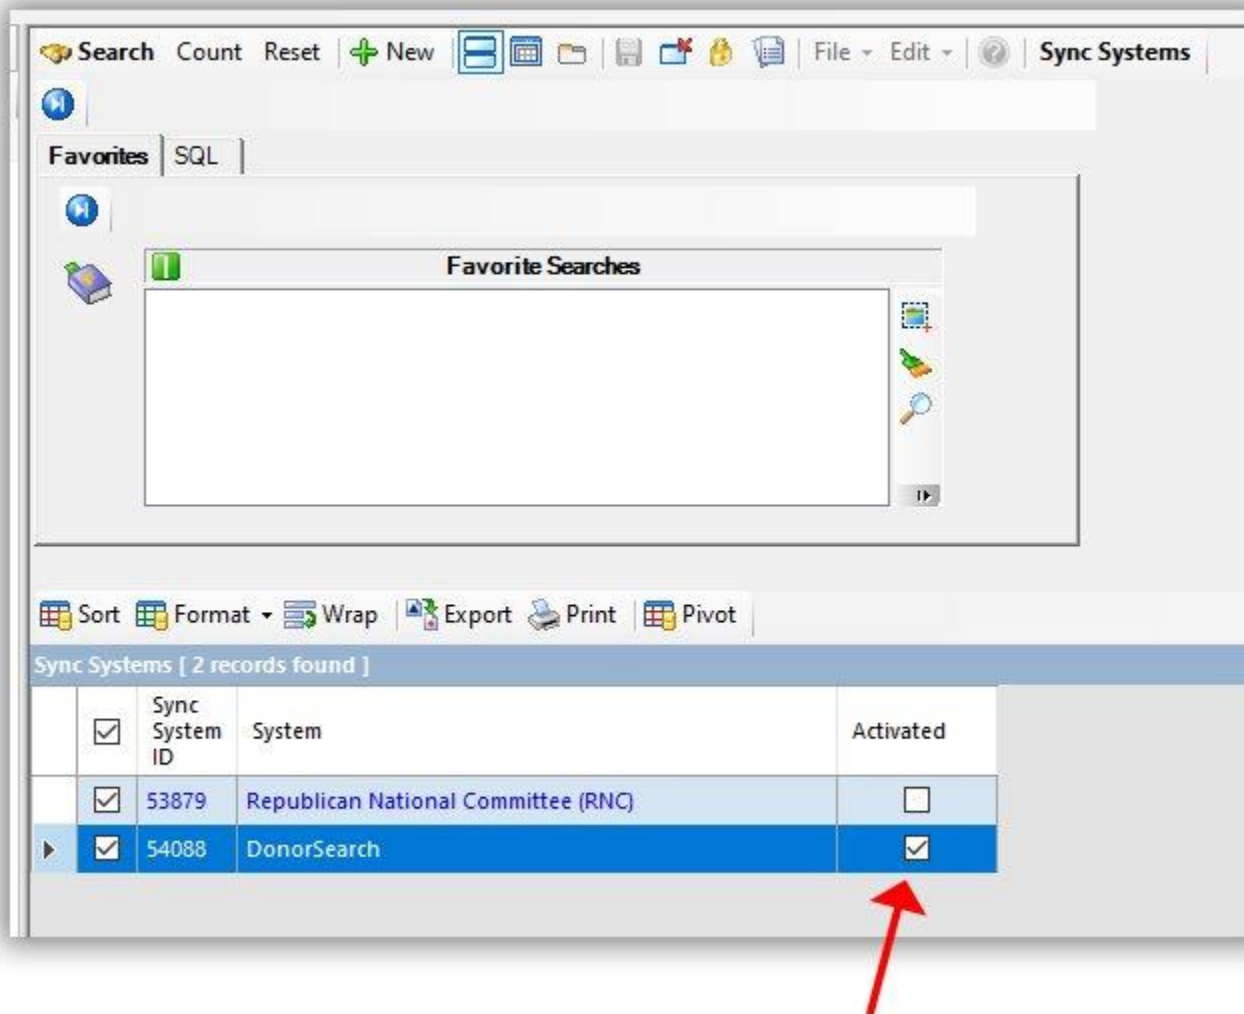 Search Count Reset New File Edit Sync Systems
Favorites SQL
Favorite Searches
Sort Format Wrap Export Print Pivot
Sync Systems [ 2 records found ]
Sync System ID System Activated
53879 Republican National Committee (RNC)
54088 DonorSearch